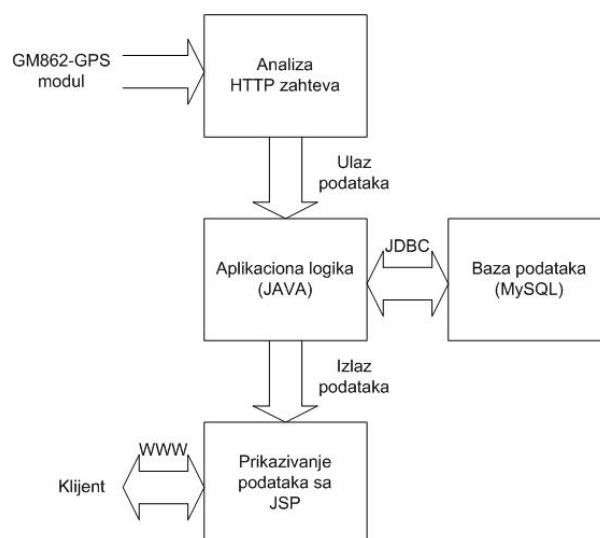 GM862-GPS
modul
Analiza
HTTP zahteva
Ulaz
podataka
Aplikaciona logika
(JAVA)
JDBC
Baza podataka
(MySQL)
Izlaz
podataka
WWW
Klijent
Prikazivanje
podataka sa
JSP